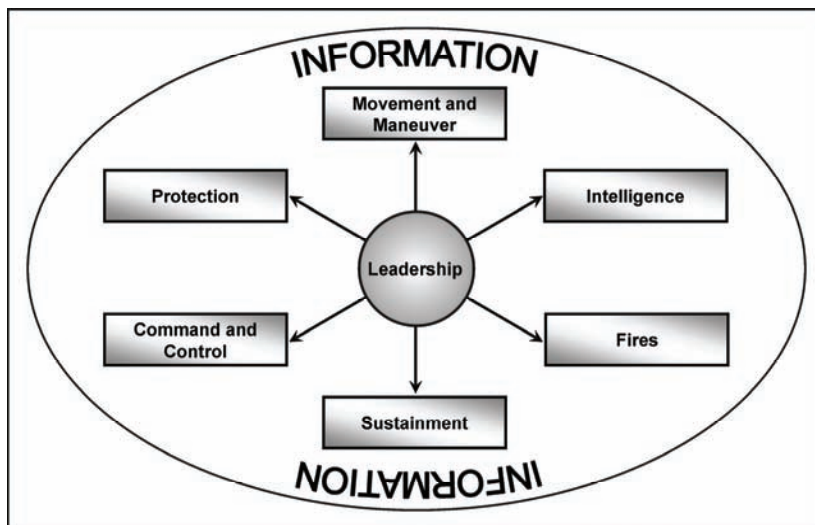 INFORMATION
Movement and
Maneuver
Protection
Intelligence
Leadership
Command and
Control
Fires
Sustainment
INFORMATION